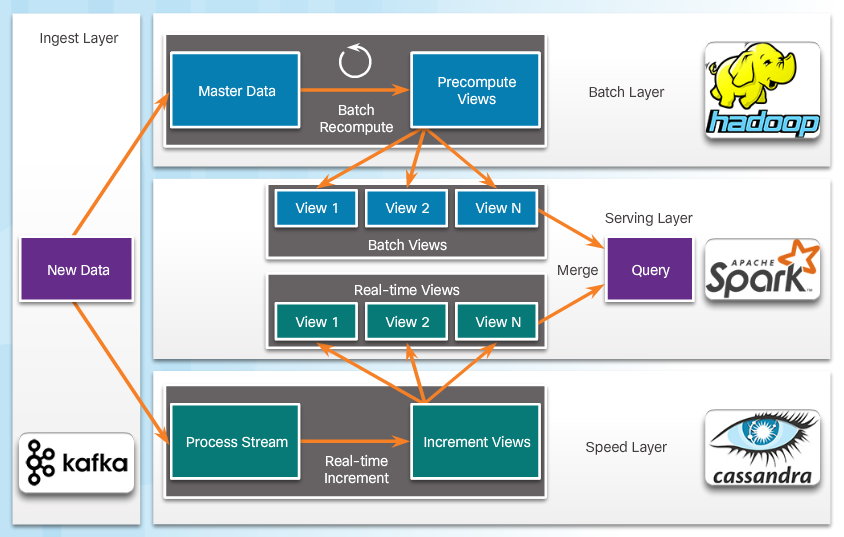 Ingest Layer
New Data
kafka
Master Data
Batch
Recompute
Precompute
Views
Batch Layer
hadoop
View 1
View 2
View N
Batch Views
Real-time Views
View 1
View 2
View N
Merge
Serving Layer
Query
APACHE
Spark™
Process Stream
Real-time
Increment
Increment Views
Speed Layer
cassandra